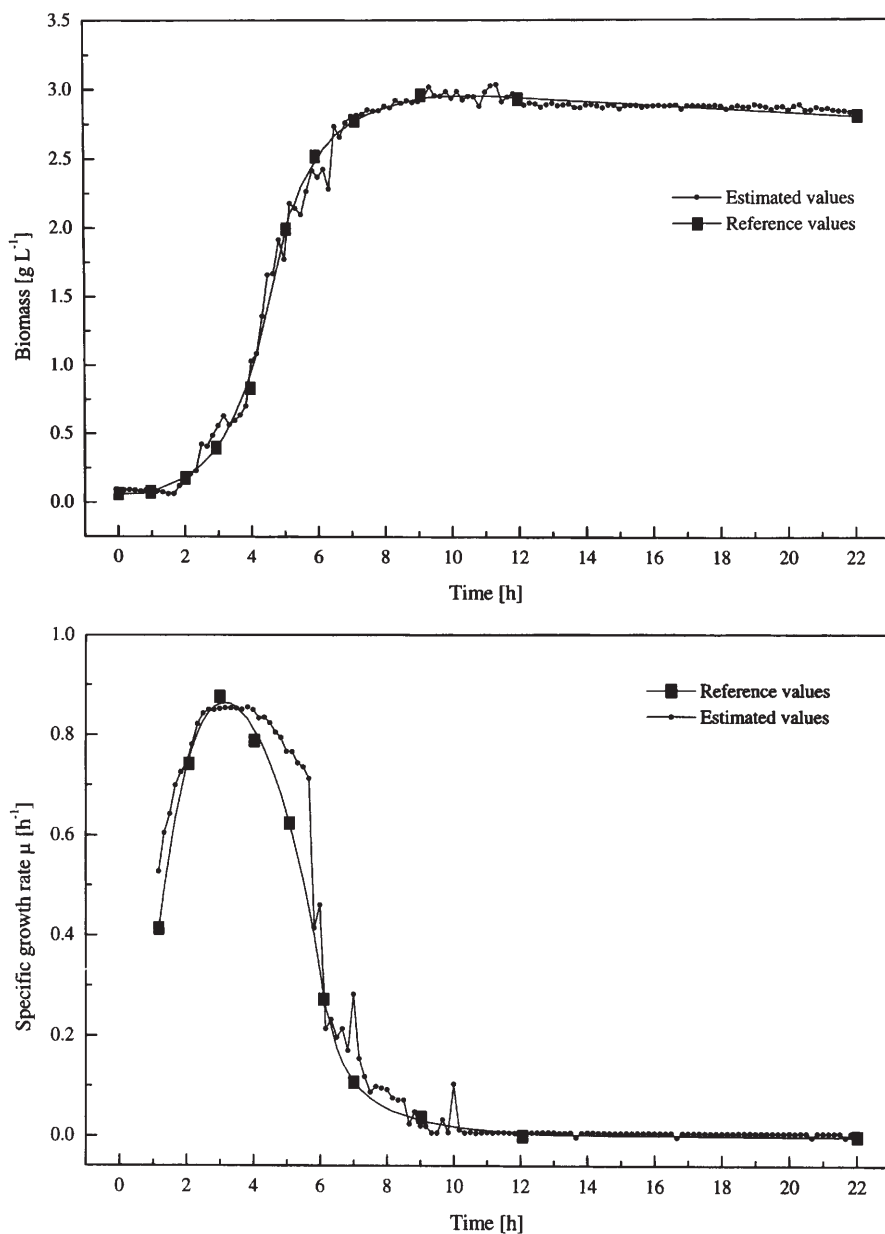 3.5
3.0
2.5
2.0
1.5
1.0
0.5
0.0
Biomass [g L⁻¹]
Estimated values
Reference values
0 2 4 6 8 10 12 14 16 18 20 22
Time [h]
1.0
0.8
0.6
0.4
0.2
0.0
Specific growth rate µ [h⁻¹]
Reference values
Estimated values
0 2 4 6 8 10 12 14 16 18 20 22
Time [h]